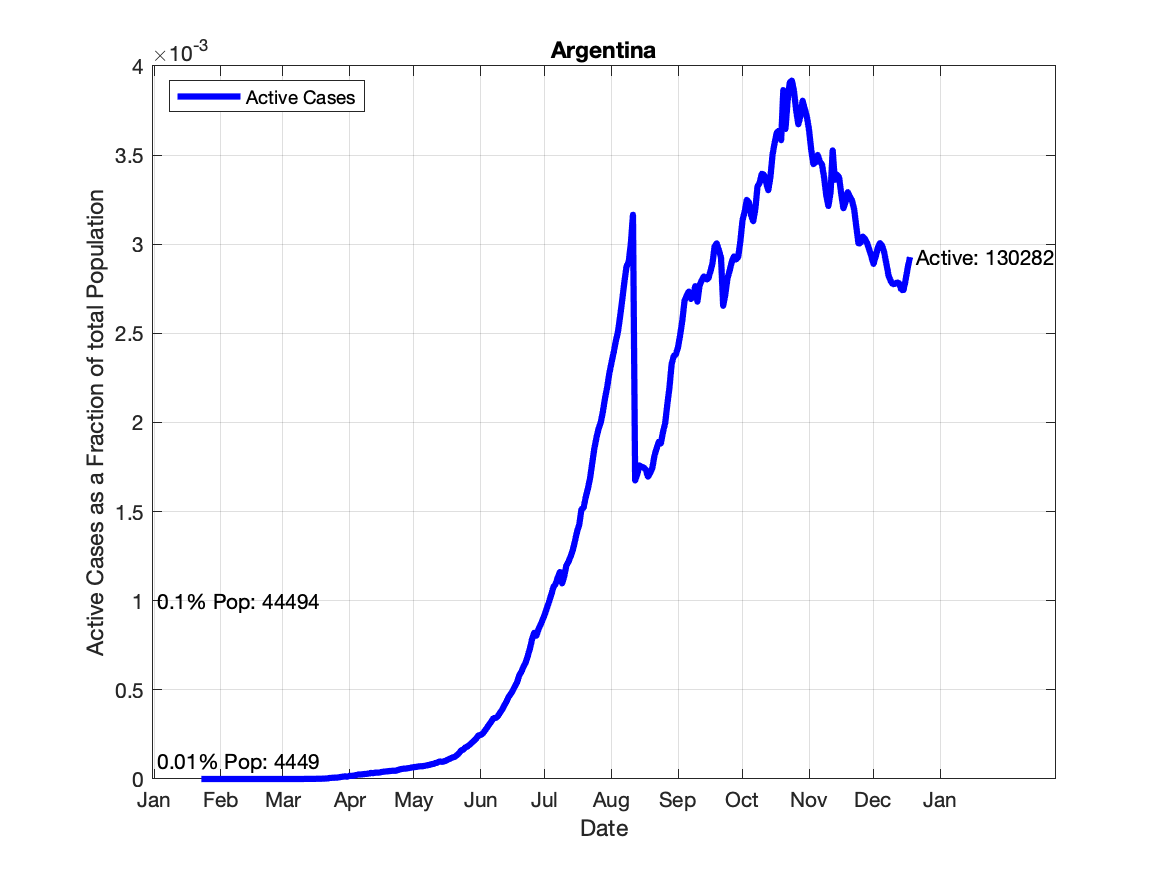 Argentina
×10-3
Active Cases
4
3.5
3
2.5
2
1.5
1
0.5
0
Active Cases as a Fraction of total Population
Active: 130282
0.1% Pop: 44494
0.01% Pop: 4449
Jan Feb Mar Apr May Jun Jul Aug Sep Oct Nov Dec Jan
Date